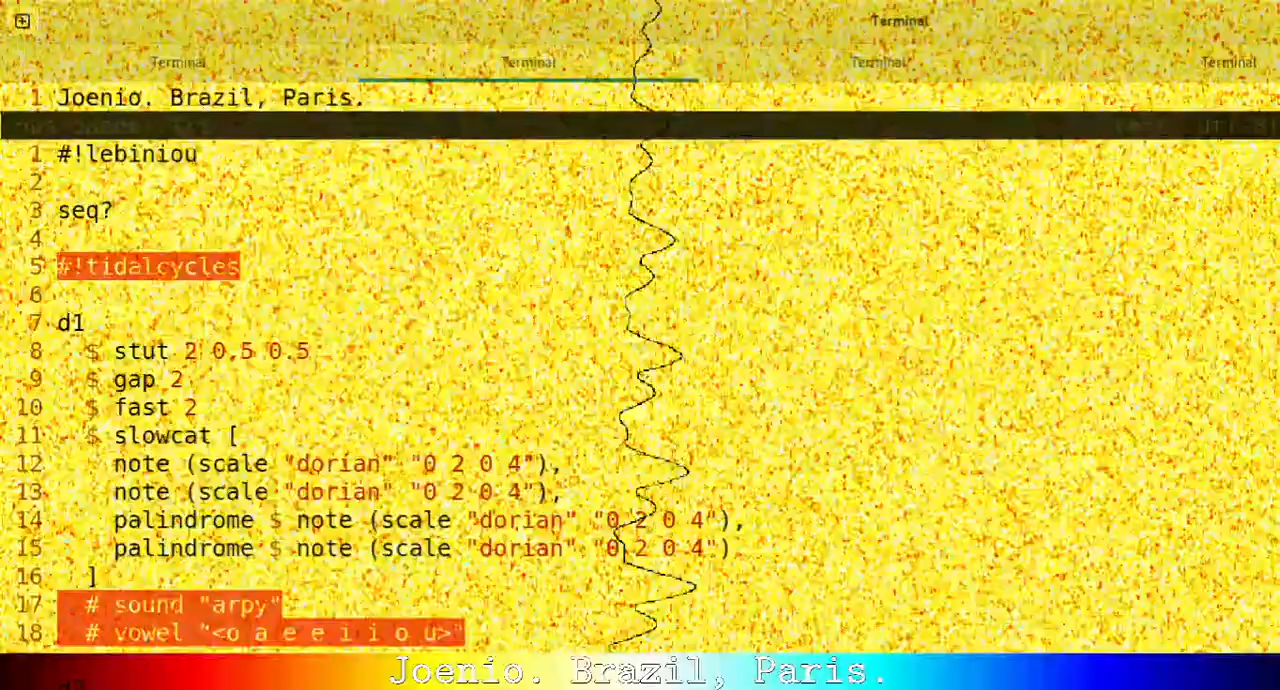 Terminal
Terminal Terminal Terminal Terminal
1 Joenio. Brazil, Paris.
1 #!lebiniou
2
3 seq?
4
5 #!tidalcycles
6
7 d1
8 $ stut 2 0.5 0.5
9 $ gap 2
10 $ fast 2
11 $ slowcat [
12 note (scale "dorian" "0 2 0 4"),
13 note (scale "dorian" "0 2 0 4"),
14 palindrome $ note (scale "dorian" "0 2 0 4"),
15 palindrome $ note (scale "dorian" "0 2 0 4")
16 ]
17 # sound "arpy"
18 # vowel "<o a e e i i o u>"
Joenio. Brazil, Paris.